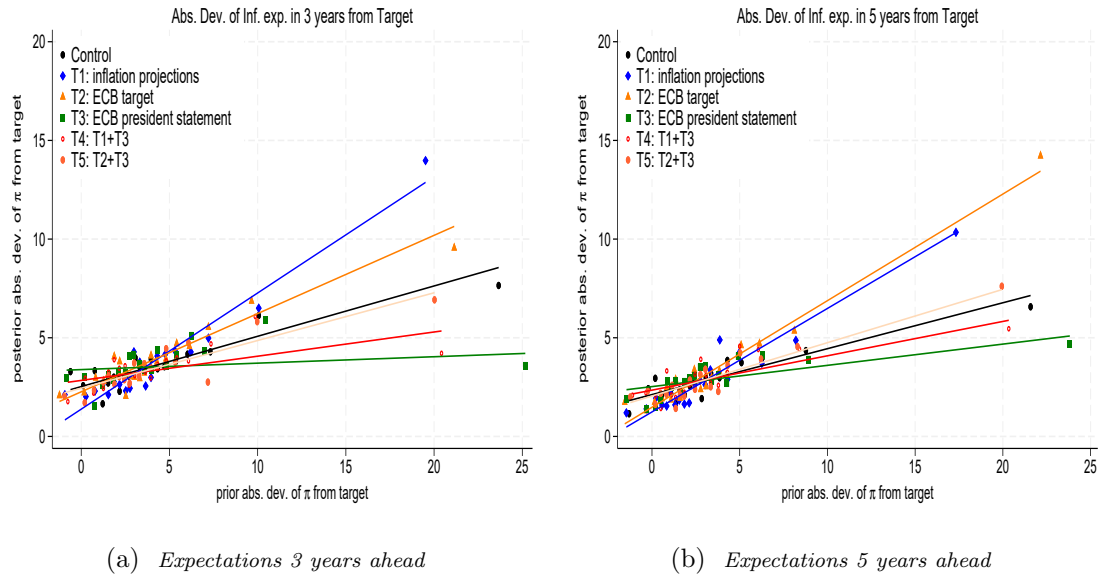 Abs. Dev. of Inf. exp. in 3 years from Target
20
15
10
5
0
posterior abs. dev. of π from target
Control
T1: inflation projections
T2: ECB target
T3: ECB president statement
T4: T1+T3
T5: T2+T3
0 5 10 15 20 25
prior abs. dev. of π from target
(a) Expectations 3 years ahead
Abs. Dev. of Inf. exp. in 5 years from Target
20
15
10
5
0
posterior abs. dev. of π from target
Control
T1: inflation projections
T2: ECB target
T3: ECB president statement
T4: T1+T3
T5: T2+T3
0 5 10 15 20 25
prior abs. dev. of π from target
(b) Expectations 5 years ahead